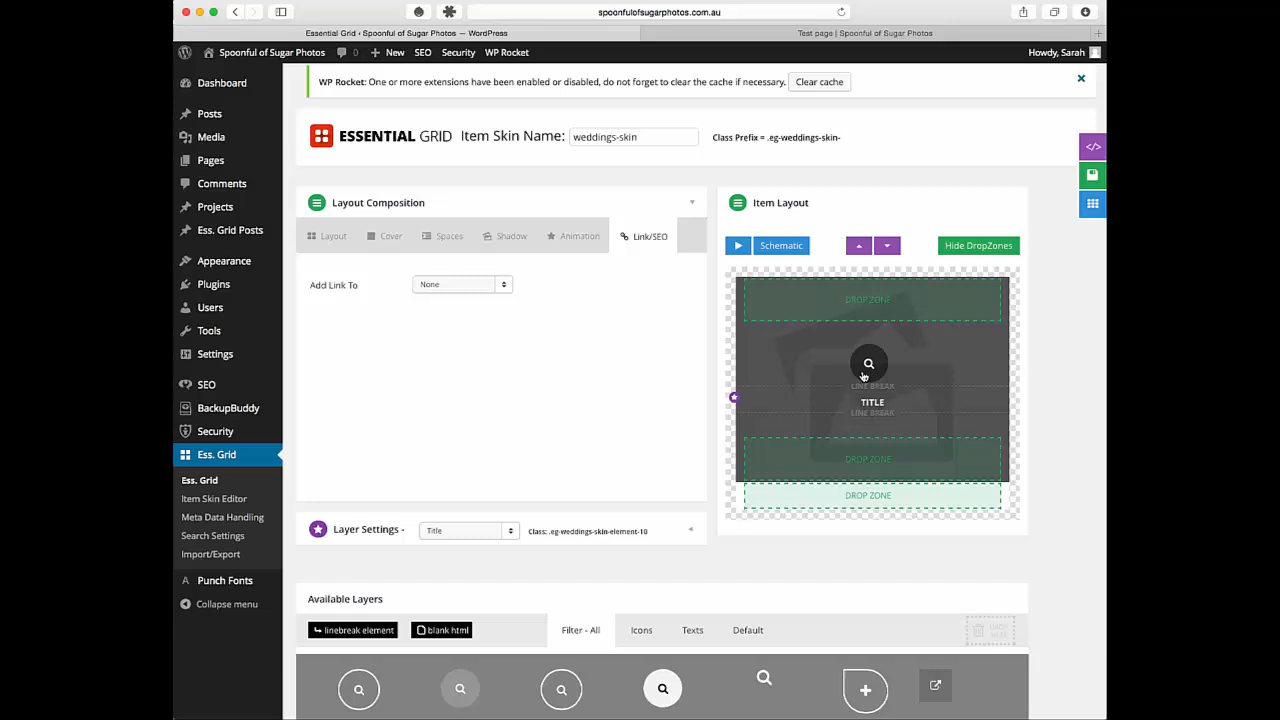 spoonfulofsugarphotos.com.au
Essential Grid ‹ Spoonful of Sugar Photos — WordPress
Test page | Spoonful of Sugar Photos
Spoonful of Sugar Photos
0
New
SEO
Security
WP Rocket
Howdy, Sarah
Dashboard
Posts
Media
Pages
Comments
Projects
Ess. Grid Posts
Appearance
Plugins
Users
Tools
Settings
SEO
BackupBuddy
Security
Ess. Grid
Ess. Grid
Item Skin Editor
Meta Data Handling
Search Settings
Import/Export
Punch Fonts
Collapse menu
WP Rocket: One or more extensions have been enabled or disabled, do not forget to clear the cache if necessary.
Clear cache
ESSENTIAL GRID
Item Skin Name:
weddings-skin
Class Prefix = .eg-weddings-skin-
Layout Composition
Layout
Cover
Spaces
Shadow
Animation
Link/SEO
Add Link To
None
Layer Settings -
Title
Class: .eg-weddings-skin-element-10
Item Layout
Schematic
Hide DropZones
DROP ZONE
LINE BREAK
TITLE
LINE BREAK
DROP ZONE
DROP ZONE
Available Layers
linebreak element
blank html
Filter - All
Icons
Texts
Default